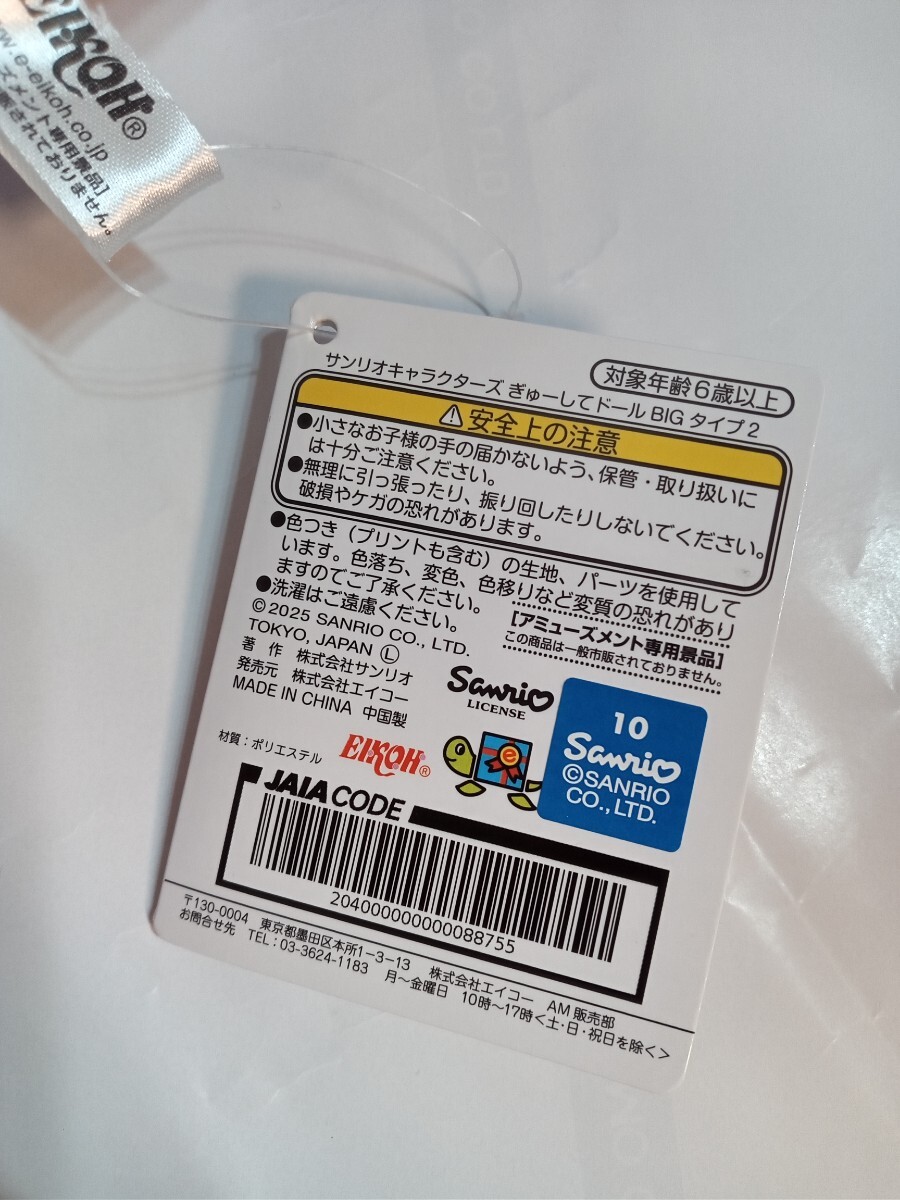 EIKOH®
www.e-eikoh.co.jp
ズメント専用景品]
されておりません。
対象年齢6歳以上
サンリオキャラクターズ ぎゅーしてドール BIG タイプ2
⚠安全上の注意
●小さなお子様の手の届かないよう、保管・取り扱いに
は十分ご注意ください。
●無理に引っ張ったり、振り回したりしないでください。
破損やケガの恐れがあります。
●色つき（プリントも含む）の生地、パーツを使用して
います。色落ち、変色、色移りなど変質の恐れがあり
ますのでご了承ください。
●洗濯はご遠慮ください。
[アミューズメント専用景品]
この商品は一般市販されておりません。
©2025 SANRIO CO., LTD.
TOKYO, JAPAN Ⓛ
著 作 株式会社サンリオ
発売元 株式会社エイコー
MADE IN CHINA 中国製
Sanrio
LICENSE
材質：ポリエステル
EIKOH®
e
10
Sanrio
©SANRIO
CO., LTD.
JAIA CODE
20400000000088755
〒130-0004 東京都墨田区本所1-3-13 株式会社エイコー AM販売部
お問合せ先 TEL：03-3624-1183 月～金曜日 10時～17時<土・日・祝日を除く>